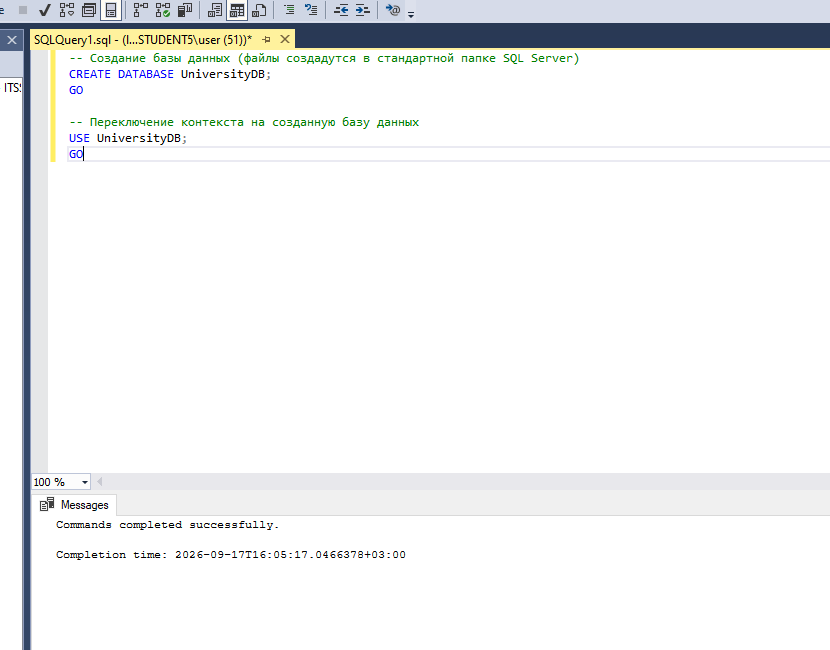 e
SQLQuery1.sql - (I...STUDENT5\user (51))*
ITS
-- Создание базы данных (файлы создадутся в стандартной папке SQL Server)
CREATE DATABASE UniversityDB;
GO
-- Переключение контекста на созданную базу данных
USE UniversityDB;
GO
100 %
Messages
Commands completed successfully.
Completion time: 2026-09-17T16:05:17.0466378+03:00